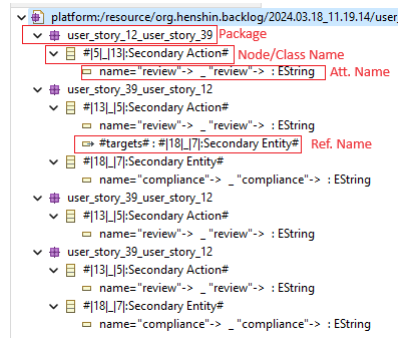 platform:/resource/org.henshin.backlog/2024.03.18_11.19.14/user_
user_story_12_user_story_39 Package
#|5|_|13|:Secondary Action# Node/Class Name
name="review"-> _ "review"-> : EString Att. Name
user_story_39_user_story_12
#|13|_|5|:Secondary Action#
name="review"-> _ "review"-> : EString
#targets# : #|18|_|7|:Secondary Entity# Ref. Name
#|18|_|7|:Secondary Entity#
name="compliance"-> _ "compliance"-> : EString
user_story_39_user_story_12
#|13|_|5|:Secondary Action#
name="review"-> _ "review"-> : EString
user_story_39_user_story_12
#|13|_|5|:Secondary Action#
name="review"-> _ "review"-> : EString
#|18|_|7|:Secondary Entity#
name="compliance"-> _ "compliance"-> : EString